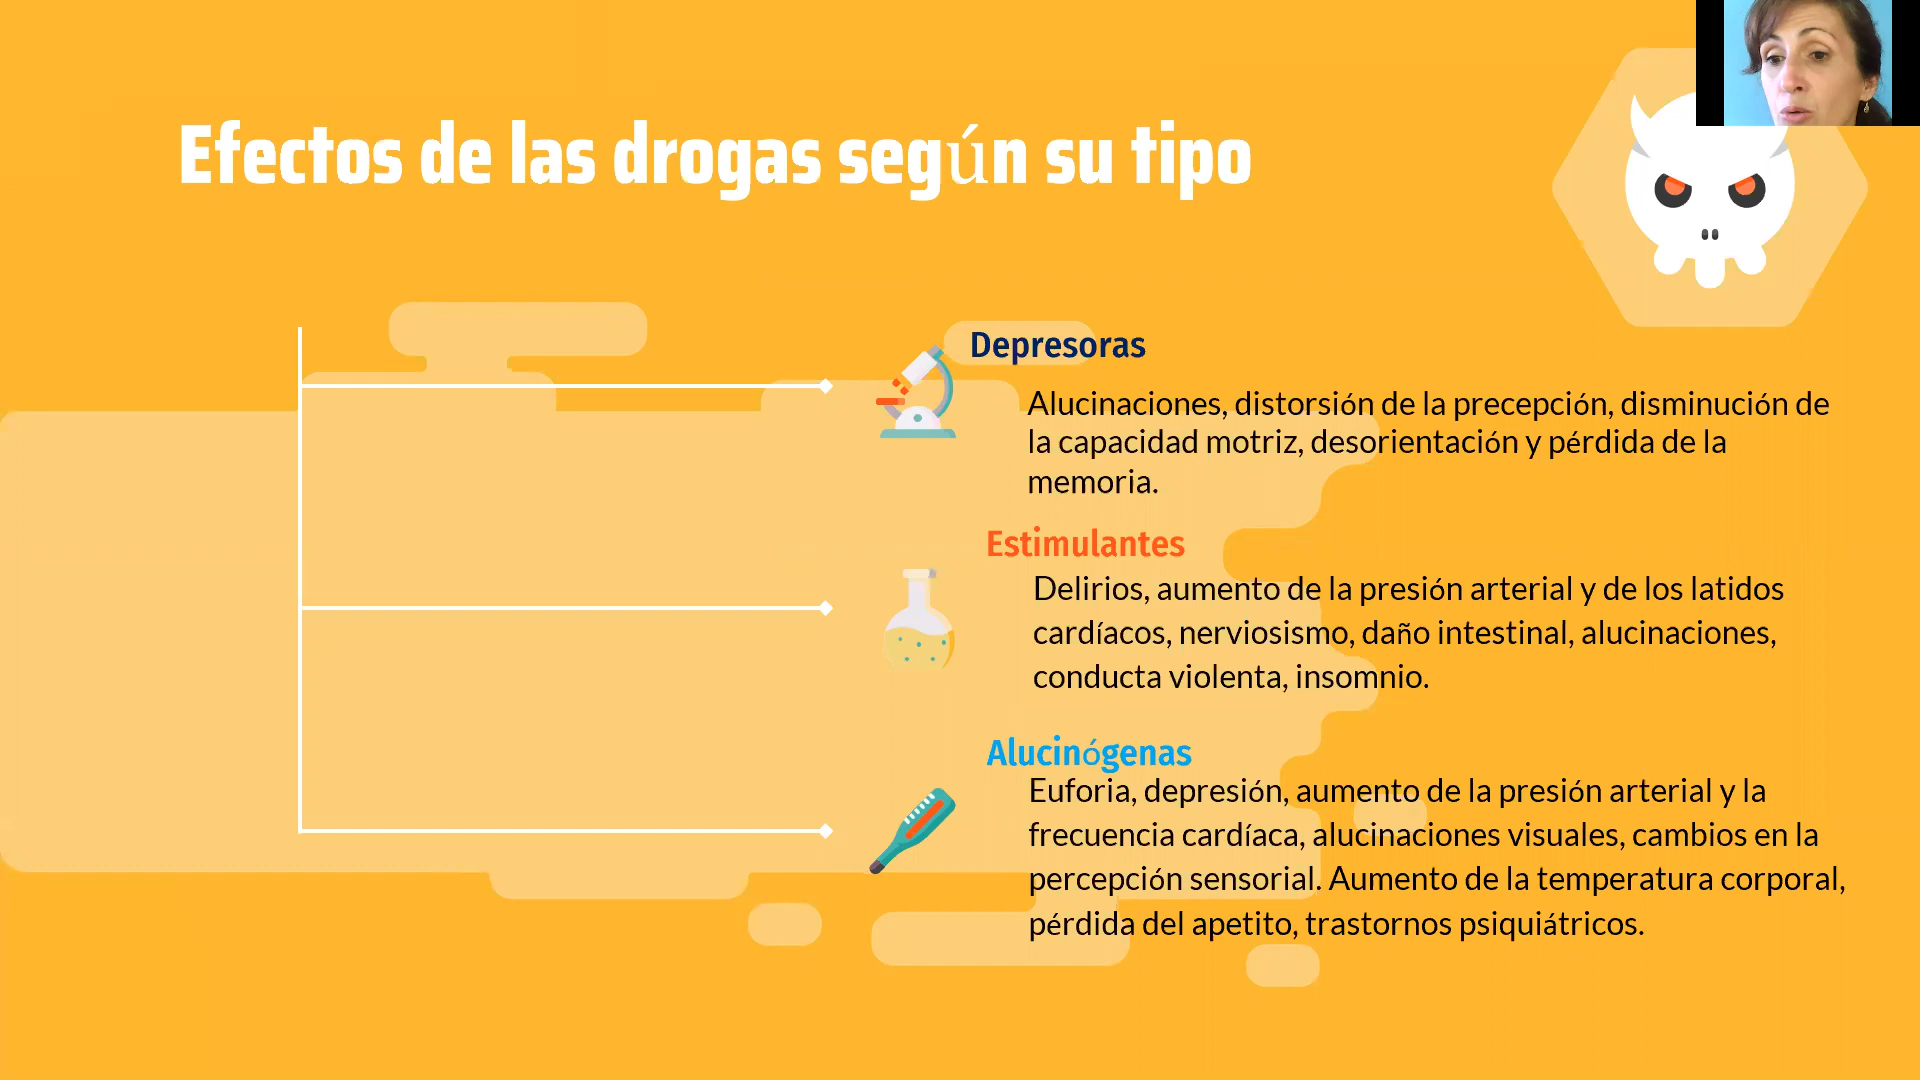 Efectos de las drogas según su tipo
Depresoras
Alucinaciones, distorsión de la precepción, disminución de
la capacidad motriz, desorientación y pérdida de la
memoria.
Estimulantes
Delirios, aumento de la presión arterial y de los latidos
cardíacos, nerviosismo, daño intestinal, alucinaciones,
conducta violenta, insomnio.
Alucinógenas
Euforia, depresión, aumento de la presión arterial y la
frecuencia cardíaca, alucinaciones visuales, cambios en la
percepción sensorial. Aumento de la temperatura corporal,
pérdida del apetito, trastornos psiquiátricos.